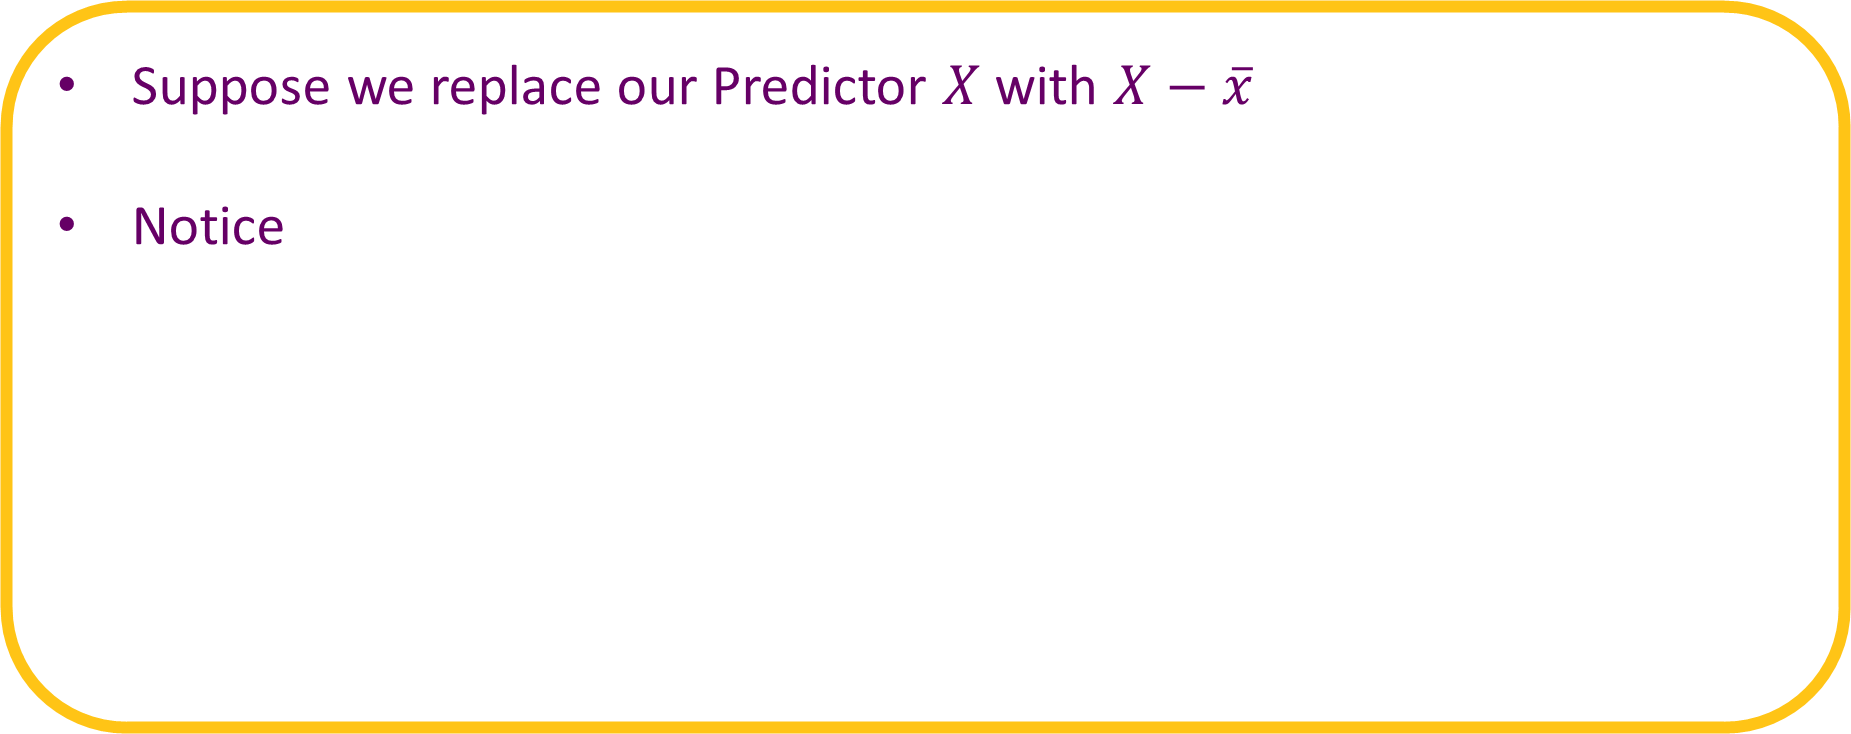 • Suppose we replace our Predictor 𝑋 with 𝑋 − 𝑥̄
• Notice